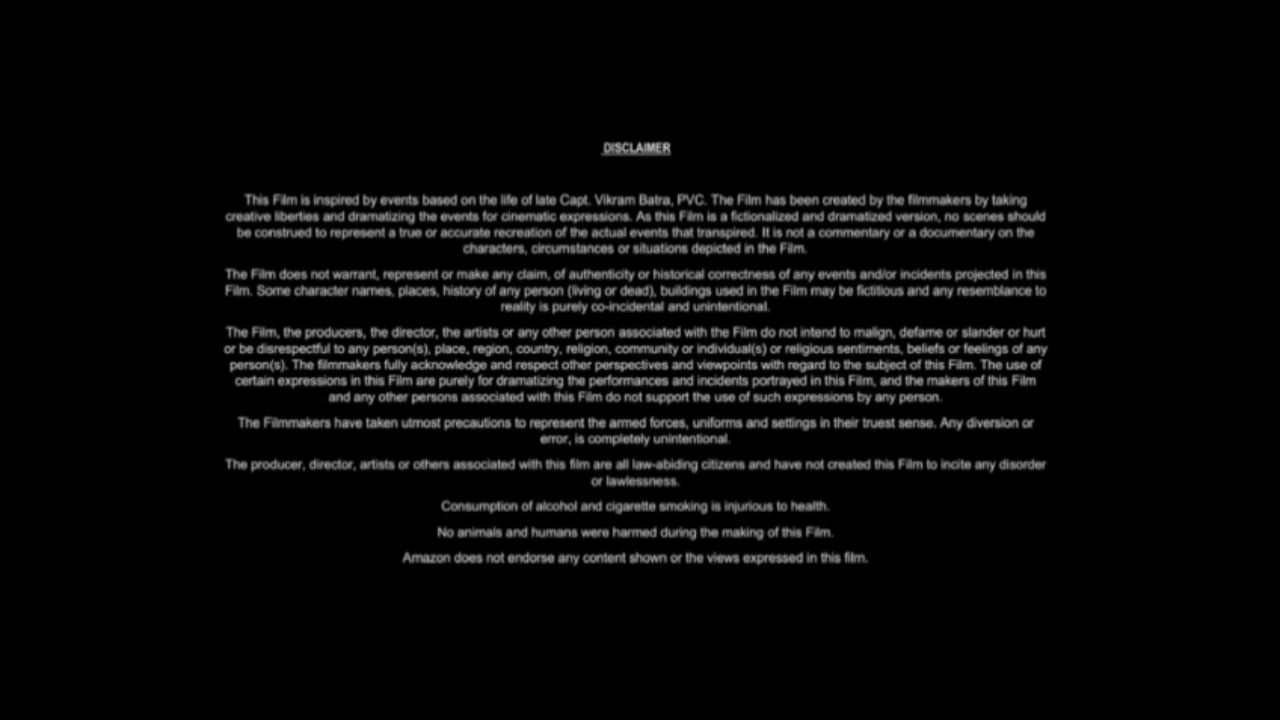 DISCLAIMER
This Film is inspired by events based on the life of late Capt. Vikram Batra, PVC. The Film has been created by the filmmakers by taking
creative liberties and dramatizing the events for cinematic expressions. As this Film is a fictionalized and dramatized version, no scenes should
be construed to represent a true or accurate recreation of the actual events that transpired. It is not a commentary or a documentary on the
characters, circumstances or situations depicted in the Film.
The Film does not warrant, represent or make any claim, of authenticity or historical correctness of any events and/or incidents projected in this
Film. Some character names, places, history of any person (living or dead), buildings used in the Film may be fictitious and any resemblance to
reality is purely co-incidental and unintentional.
The Film, the producers, the director, the artists or any other person associated with the Film do not intend to malign, defame or slander or hurt
or be disrespectful to any person(s), place, region, country, religion, community or individual(s) or religious sentiments, beliefs or feelings of any
person(s). The filmmakers fully acknowledge and respect other perspectives and viewpoints with regard to the subject of this Film. The use of
certain expressions in this Film are purely for dramatizing the performances and incidents portrayed in this Film, and the makers of this Film
and any other persons associated with this Film do not support the use of such expressions by any person.
The Filmmakers have taken utmost precautions to represent the armed forces, uniforms and settings in their truest sense. Any diversion or
error, is completely unintentional.
The producer, director, artists or others associated with this film are all law-abiding citizens and have not created this Film to incite any disorder
or lawlessness.
Consumption of alcohol and cigarette smoking is injurious to health.
No animals and humans were harmed during the making of this Film.
Amazon does not endorse any content shown or the views expressed in this film.